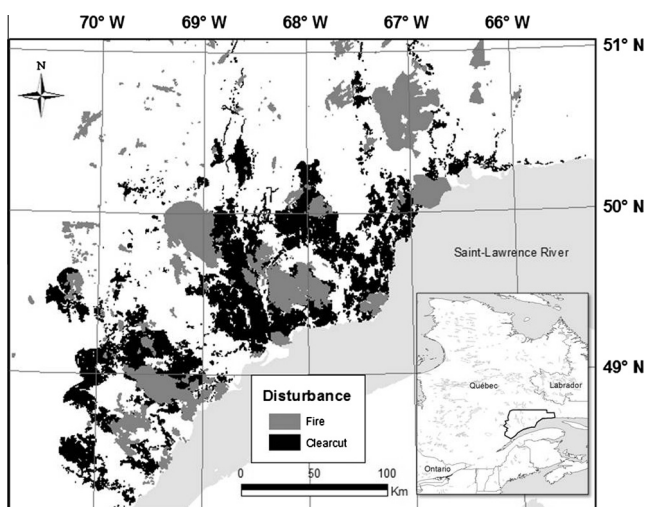 70° W 69° W 68° W 67° W 66° W
51° N
N
50° N
Saint-Lawrence River
49° N
Disturbance
Fire
Clearcut
0 50 100
Km
Québec
Labrador
Ontario